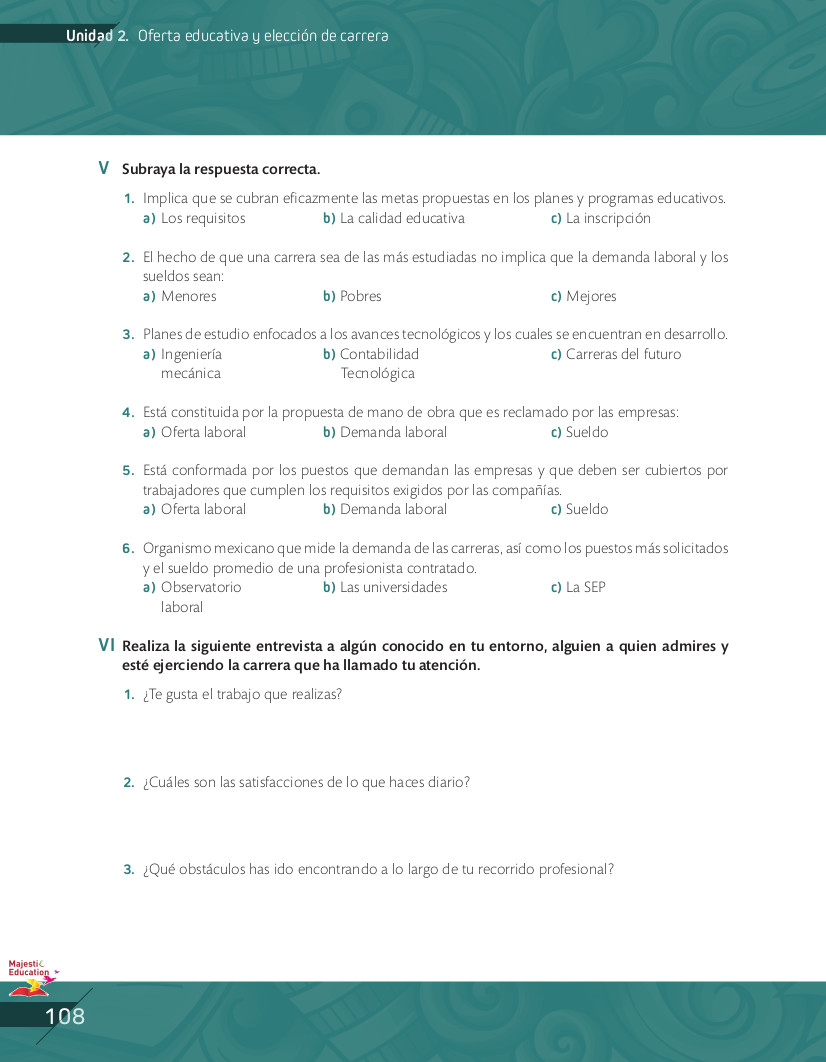 Unidad 2. Oferta educativa y elección de carrera
V Subraya la respuesta correcta.
1. Implica que se cubran eficazmente las metas propuestas en los planes y programas educativos.
a) Los requisitos b) La calidad educativa c) La inscripción
2. El hecho de que una carrera sea de las más estudiadas no implica que la demanda laboral y los
sueldos sean:
a) Menores b) Pobres c) Mejores
3. Planes de estudio enfocados a los avances tecnológicos y los cuales se encuentran en desarrollo.
a) Ingeniería b) Contabilidad c) Carreras del futuro
mecánica Tecnológica
4. Está constituida por la propuesta de mano de obra que es reclamado por las empresas:
a) Oferta laboral b) Demanda laboral c) Sueldo
5. Está conformada por los puestos que demandan las empresas y que deben ser cubiertos por
trabajadores que cumplen los requisitos exigidos por las compañías.
a) Oferta laboral b) Demanda laboral c) Sueldo
6. Organismo mexicano que mide la demanda de las carreras, así como los puestos más solicitados
y el sueldo promedio de una profesionista contratado.
a) Observatorio b) Las universidades c) La SEP
laboral
VI Realiza la siguiente entrevista a algún conocido en tu entorno, alguien a quien admires y
esté ejerciendo la carrera que ha llamado tu atención.
1. ¿Te gusta el trabajo que realizas?
2. ¿Cuáles son las satisfacciones de lo que haces diario?
3. ¿Qué obstáculos has ido encontrando a lo largo de tu recorrido profesional?
Majestic
Education
108